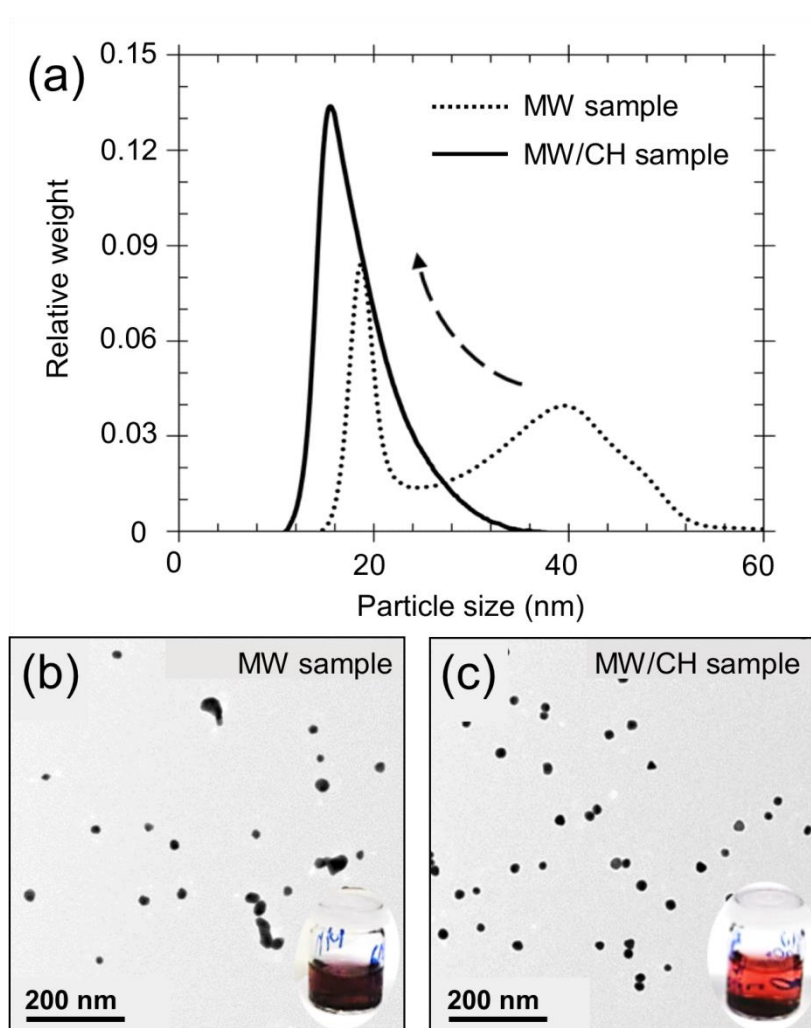 (a)
0.15
0.12
0.09
0.06
0.03
0
MW sample
MW/CH sample
Relative weight
0 20 40 60
Particle size (nm)
(b) MW sample
200 nm
(c) MW/CH sample
200 nm